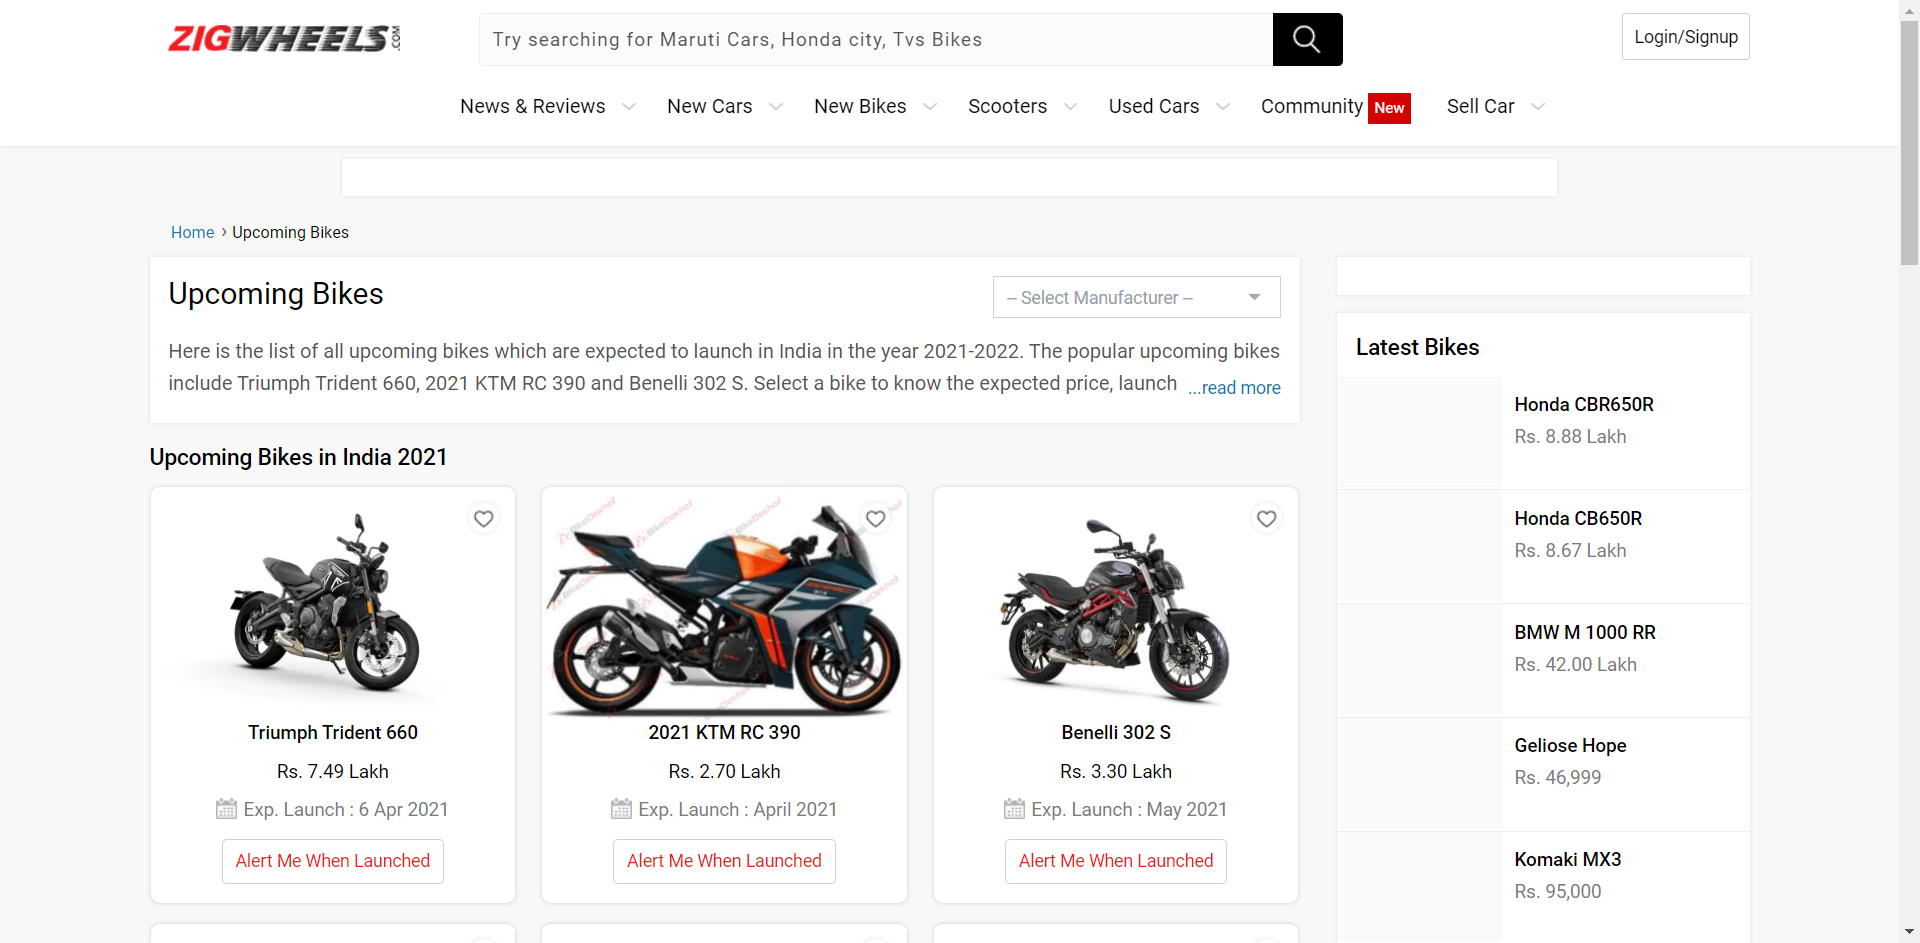 ZIGWHEELS.COM
Try searching for Maruti Cars, Honda city, Tvs Bikes
Login/Signup
News & Reviews
New Cars
New Bikes
Scooters
Used Cars
Community New
Sell Car
Home › Upcoming Bikes
Upcoming Bikes
-- Select Manufacturer --
Here is the list of all upcoming bikes which are expected to launch in India in the year 2021-2022. The popular upcoming bikes
include Triumph Trident 660, 2021 KTM RC 390 and Benelli 302 S. Select a bike to know the expected price, launch ...read more
Upcoming Bikes in India 2021
Triumph Trident 660
Rs. 7.49 Lakh
Exp. Launch : 6 Apr 2021
Alert Me When Launched
BikeDekho
BikeDekho
BikeDekho
2021 KTM RC 390
Rs. 2.70 Lakh
Exp. Launch : April 2021
Alert Me When Launched
Benelli 302 S
Rs. 3.30 Lakh
Exp. Launch : May 2021
Alert Me When Launched
Latest Bikes
Honda CBR650R
Rs. 8.88 Lakh
Honda CB650R
Rs. 8.67 Lakh
BMW M 1000 RR
Rs. 42.00 Lakh
Geliose Hope
Rs. 46,999
Komaki MX3
Rs. 95,000